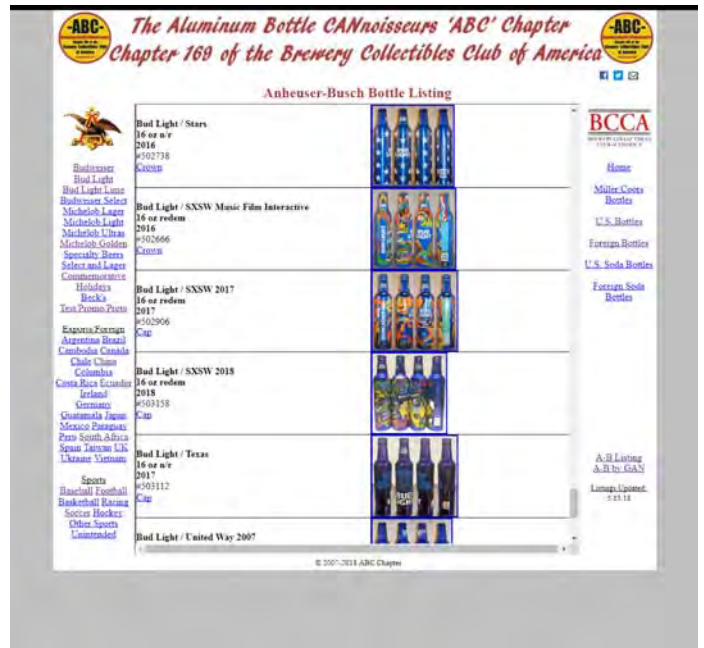 -ABC-
The Aluminum Bottle CANnoisseurs 'ABC' Chapter
Chapter 169 of the Brewery Collectibles Club of America
-ABC-
Anheuser-Busch Bottle Listing
Budweiser
Bud Light
Bud Light Lime
Budweiser Select
Michelob Lager
Michelob Light
Michelob Ultras
Michelob Golden
Specialty Beers
Select and Lager
Commemorative
Holidays
Beck's
Test Promo Proto
Exports/Foreign
Argentina Brazil
Cambodia Canada
Chile China
Columbia
Costa Rica Ecuador
Ireland
Germany
Guatamala Japan
Mexico Paraguay
Peru South Africa
Spain Taiwan UK
Ukraine Vietnam
Sports
Baseball Football
Basketball Racing
Soccer Hockey
Other Sports
Unintended
Bud Light / Stars
16 oz n/r
2016
#502738
Crown
Bud Light / SXSW Music Film Interactive
16 oz redem
2016
#502666
Crown
Bud Light / SXSW 2017
16 oz redem
2017
#502906
Cap
Bud Light / SXSW 2018
16 oz redem
2018
#503158
Cap
Bud Light / Texas
16 oz n/r
2017
#503112
Cap
Bud Light / United Way 2007
BCCA
Home
Miller Coors
Bottles
U.S. Bottles
Foreign Bottles
U.S. Soda Bottles
Foreign Soda
Bottles
A-B Listing
A-B by GAN
Listings Updated:
© 2007-2018 ABC Chapter